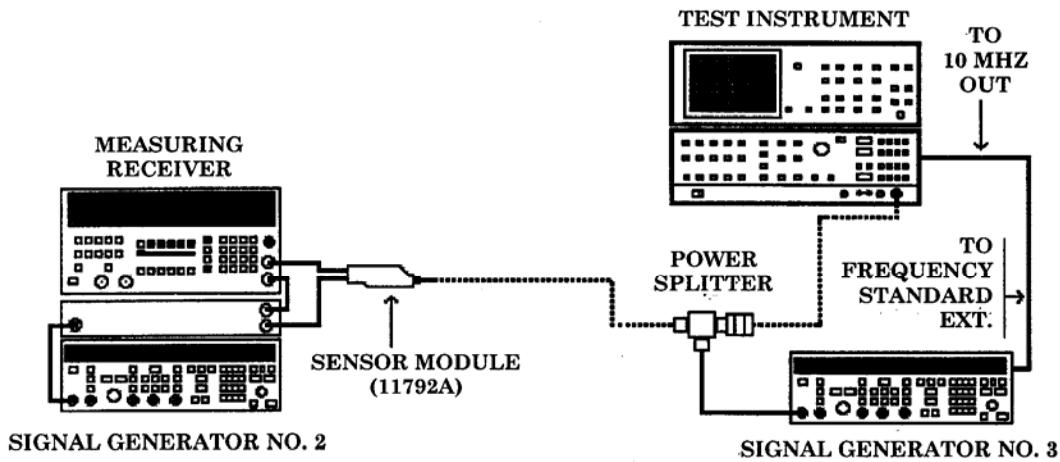 TEST INSTRUMENT
TO
10 MHZ
OUT
MEASURING
RECEIVER
POWER
SPLITTER
TO
FREQUENCY
STANDARD
EXT.
SENSOR MODULE
(11792A)
SIGNAL GENERATOR NO. 2
SIGNAL GENERATOR NO. 3